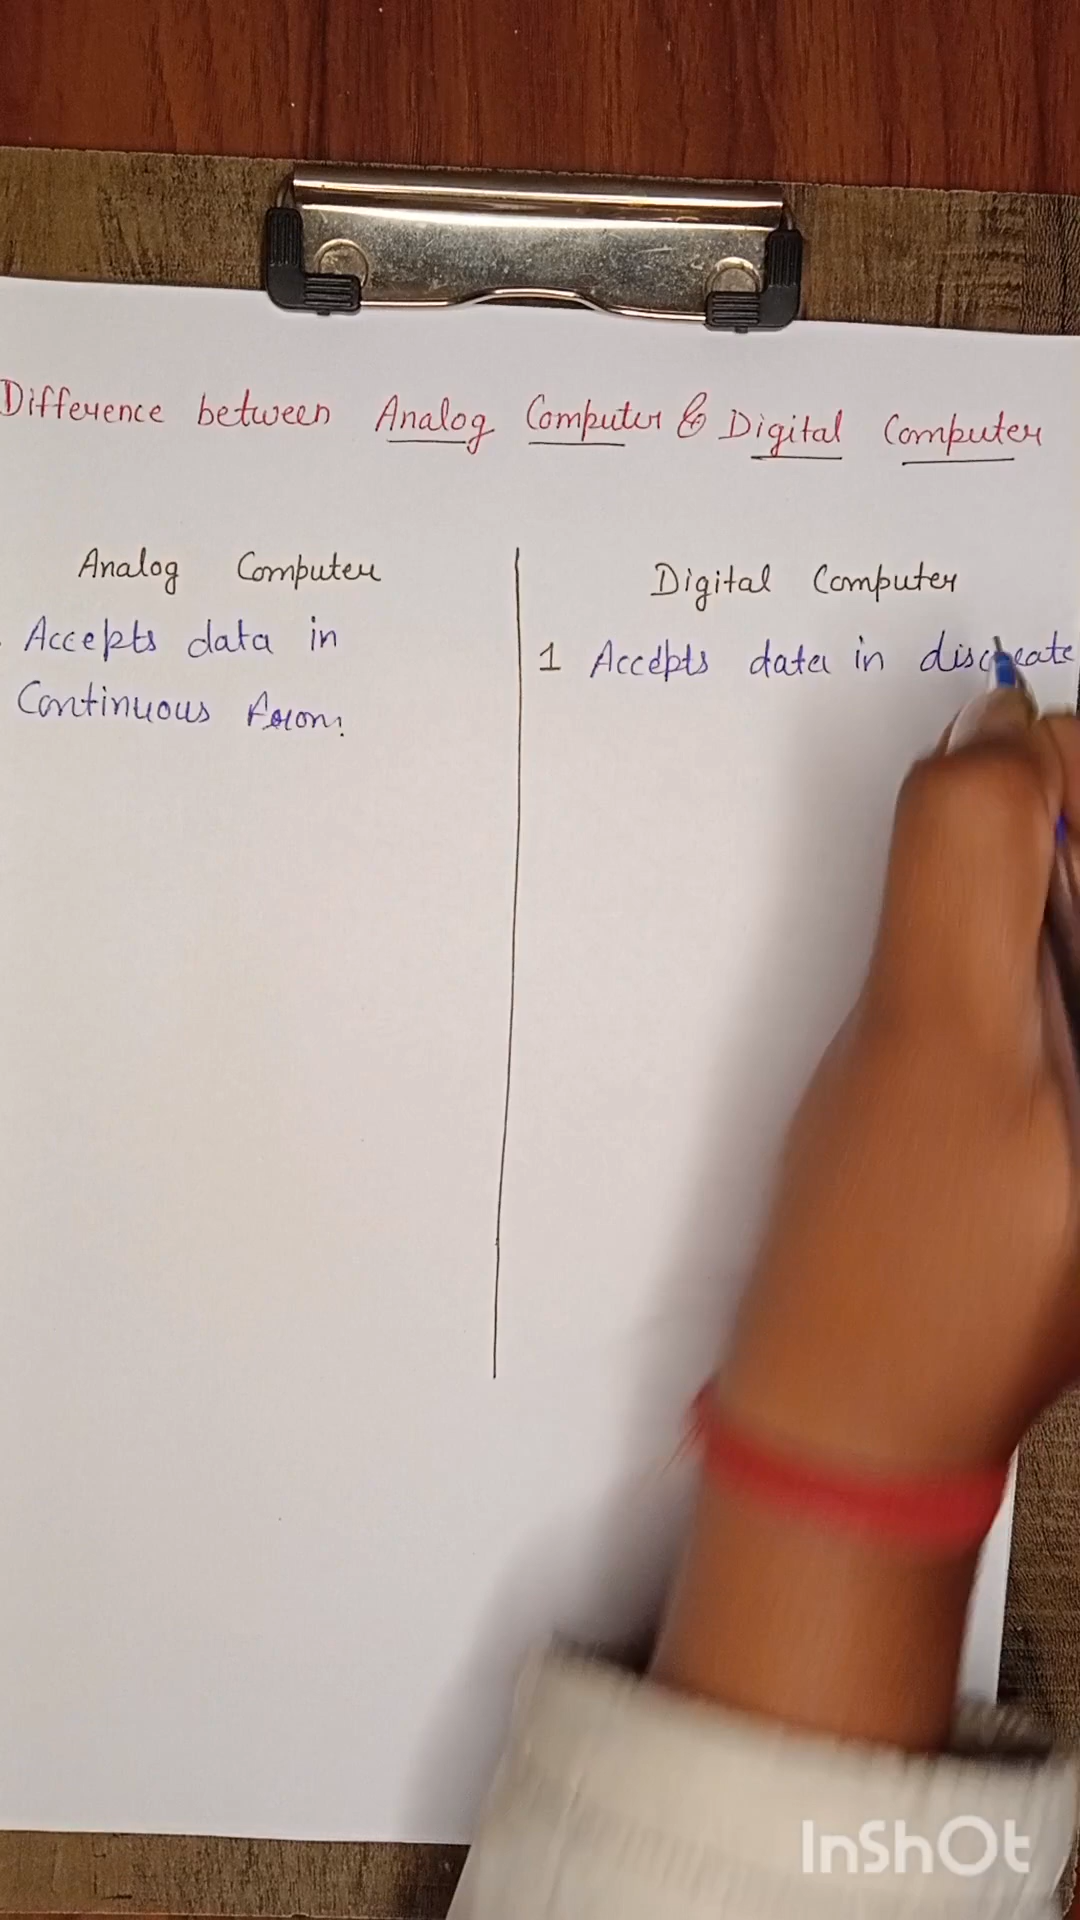 Difference between Analog Computer & Digital Computer
Analog Computer
Accepts data in
Continuous form.
Digital Computer
1 Accepts data in discreate
InShOt